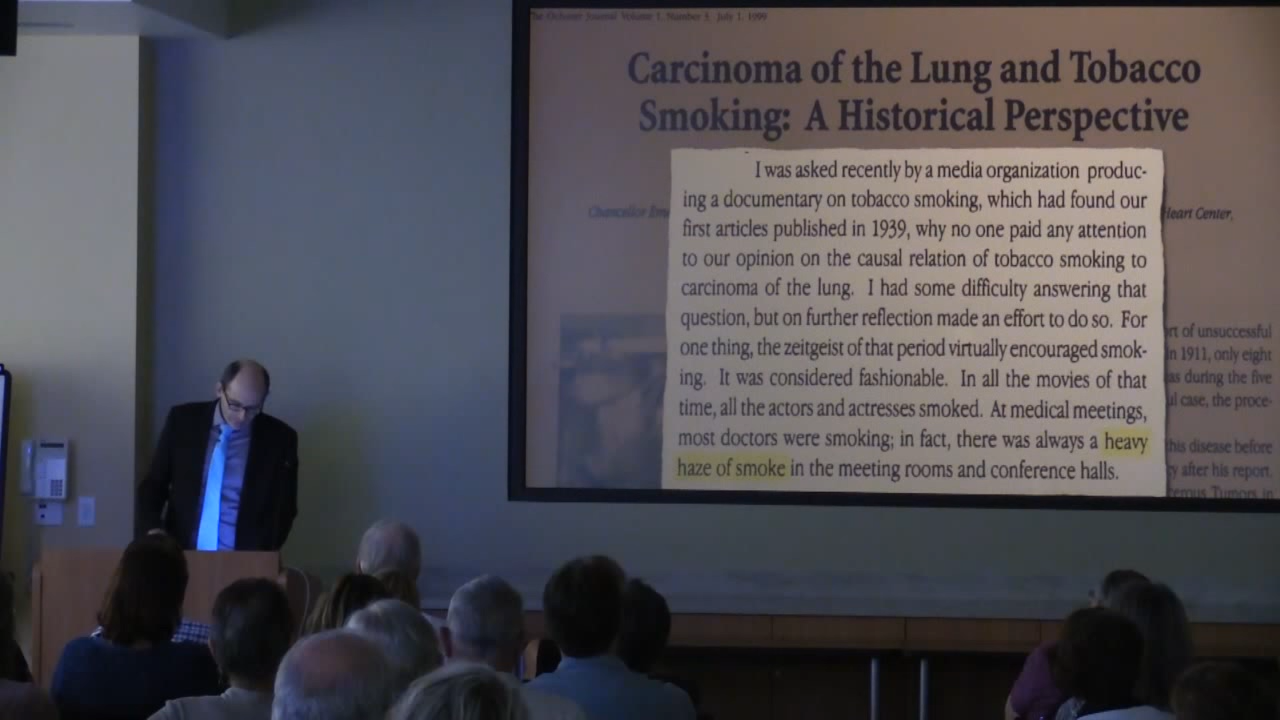 The Ochsner Journal Volume 1, Number 3, July 1, 1999
Carcinoma of the Lung and Tobacco
Smoking: A Historical Perspective
Chancellor
Heart Center,
I was asked recently by a media organization produc-
ing a documentary on tobacco smoking, which had found our
first articles published in 1939, why no one paid any attention
to our opinion on the causal relation of tobacco smoking to
carcinoma of the lung. I had some difficulty answering that
question, but on further reflection made an effort to do so. For
one thing, the zeitgeist of that period virtually encouraged smok-
ing. It was considered fashionable. In all the movies of that
time, all the actors and actresses smoked. At medical meetings,
most doctors were smoking; in fact, there was always a heavy
haze of smoke in the meeting rooms and conference halls.
of unsuccessful
in 1911, only eight
as during the five
case, the proce-
this disease before
after his report.
Tumors in